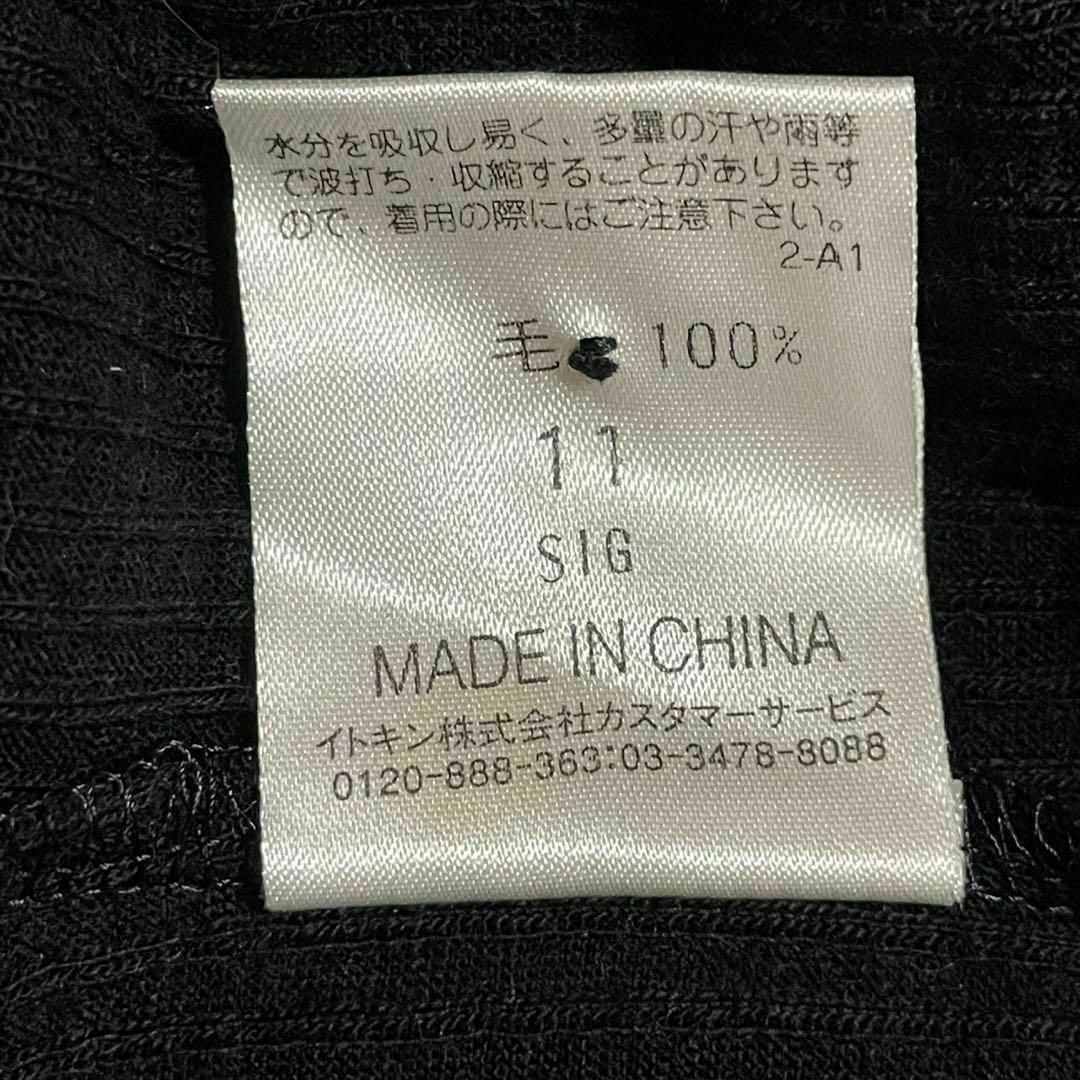 水分を吸収し易く、多量の汗や雨等
で波打ち・収縮することがあります
ので、着用の際にはご注意下さい。
2-A1
毛 100%
11
SIG
MADE IN CHINA
イトキン株式会社カスタマーサービス
0120-888-363:03-3478-8088